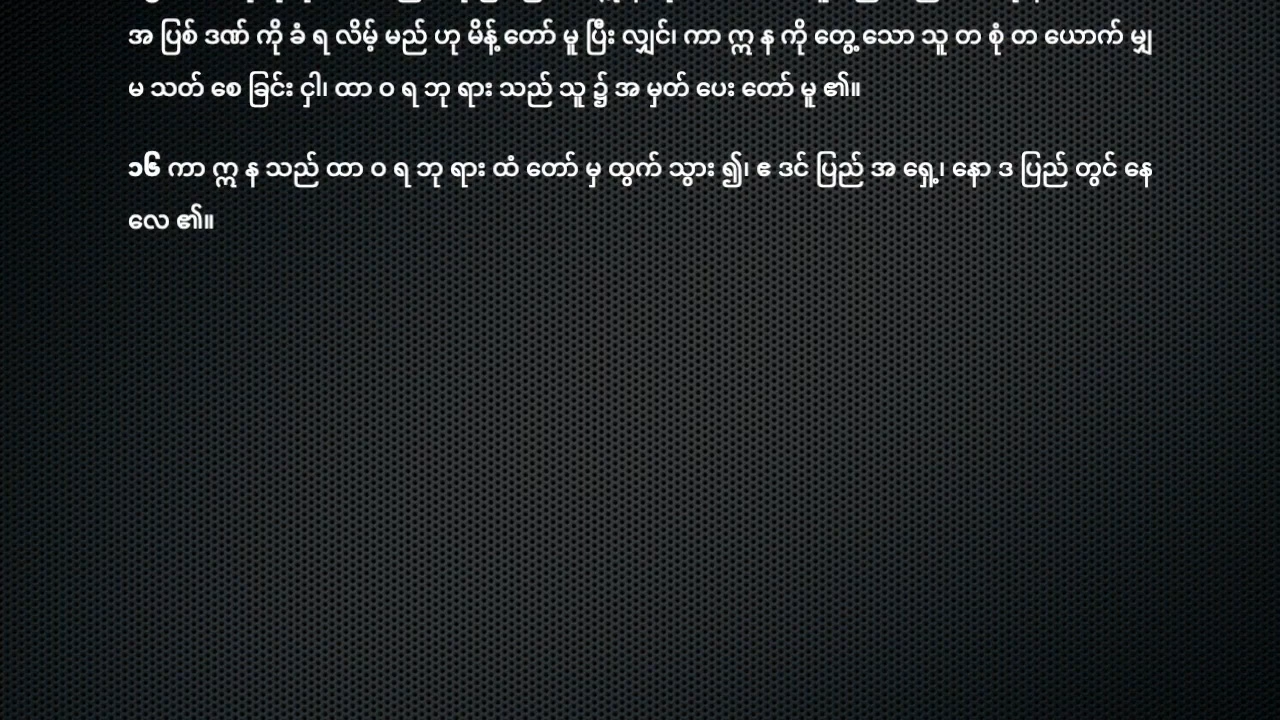 အ ပြစ် ဒဏ် ကို ခံ ရ လိမ့် မည် ဟု မိန့် တော် မူ ပြီး လျှင်၊ ကာ ဣ န ကို တွေ့ သော သူ တ စုံ တ ယောက် မျှ
မ သတ် စေ ခြင်း ငှါ၊ ထာ ဝ ရ ဘု ရား သည် သူ ၌ အ မှတ် ပေး တော် မူ ၏။
၁၆ ကာ ဣ န သည် ထာ ဝ ရ ဘု ရား ထံ တော် မှ ထွက် သွား ၍၊ ဧ ဒင် ပြည် အ ရှေ့၊ နော ဒ ပြည် တွင် နေ
လေ ၏။